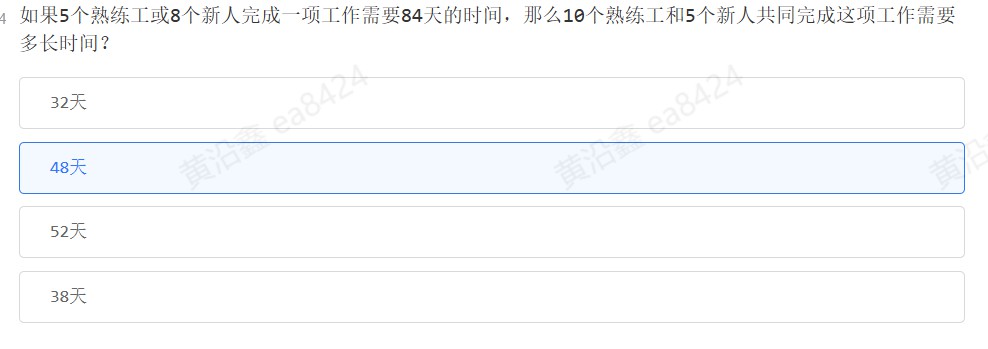 4 如果5个熟练工或8个新人完成一项工作需要84天的时间，那么10个熟练工和5个新人共同完成这项工作需要
多长时间？
32天
48天
52天
38天
黄沿鑫 ea8424
黄沿鑫 ea8424
黄沿